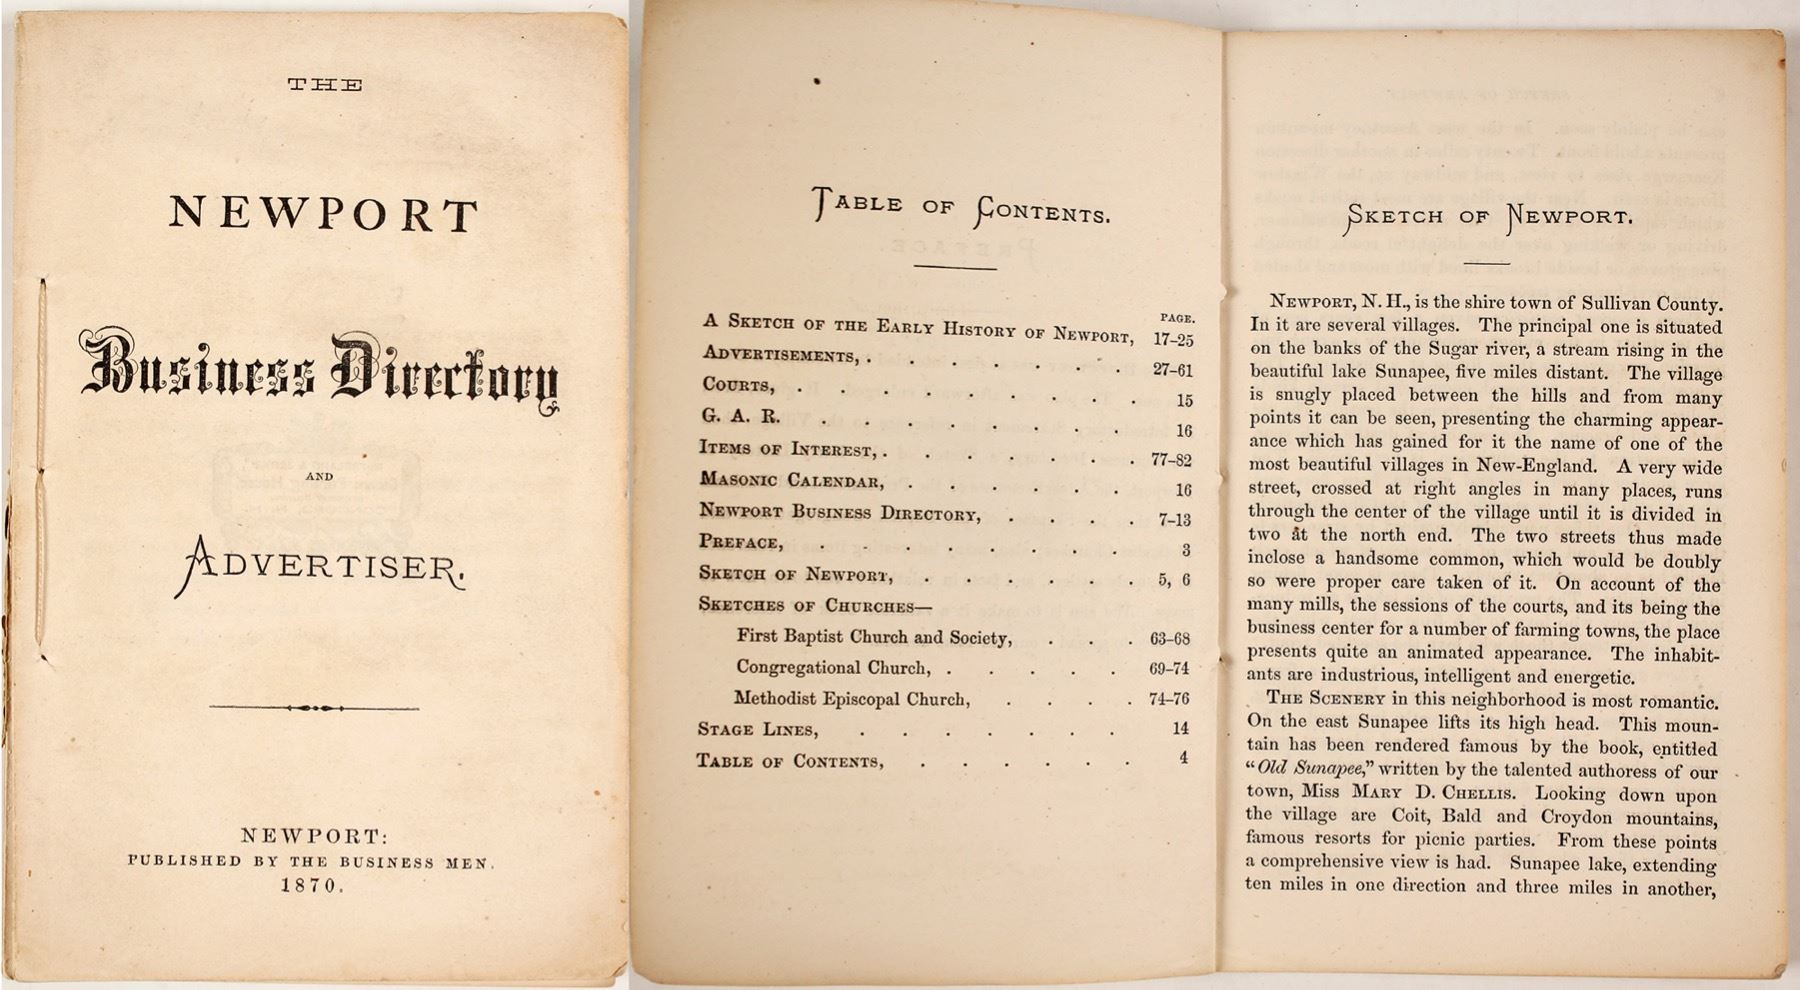 THE
NEWPORT
Business Directory
AND
ADVERTISER.
NEWPORT:
PUBLISHED BY THE BUSINESS MEN.
1870.
TABLE OF CONTENTS.
PAGE.
A SKETCH OF THE EARLY HISTORY OF NEWPORT, 17–25
ADVERTISEMENTS, . . . . . . . 27–61
COURTS, . . . . . . . . . 15
G. A. R. . . . . . . . 16
ITEMS OF INTEREST, . . . . . . . 77–82
MASONIC CALENDAR, . . . . . . 16
NEWPORT BUSINESS DIRECTORY, . . . . 7–13
PREFACE, . . . . . . . . 3
SKETCH OF NEWPORT, . . . . . . 5, 6
SKETCHES OF CHURCHES—
First Baptist Church and Society, . . . 63–68
Congregational Church, . . . . . 69–74
Methodist Episcopal Church, . . . . 74–76
STAGE LINES, . . . . . . . 14
TABLE OF CONTENTS, . . . . . . 4
SKETCH OF NEWPORT.
NEWPORT, N. H., is the shire town of Sullivan County.
In it are several villages. The principal one is situated
on the banks of the Sugar river, a stream rising in the
beautiful lake Sunapee, five miles distant. The village
is snugly placed between the hills and from many
points it can be seen, presenting the charming appear-
ance which has gained for it the name of one of the
most beautiful villages in New-England. A very wide
street, crossed at right angles in many places, runs
through the center of the village until it is divided in
two at the north end. The two streets thus made
inclose a handsome common, which would be doubly
so were proper care taken of it. On account of the
many mills, the sessions of the courts, and its being the
business center for a number of farming towns, the place
presents quite an animated appearance. The inhabit-
ants are industrious, intelligent and energetic.
THE SCENERY in this neighborhood is most romantic.
On the east Sunapee lifts its high head. This moun-
tain has been rendered famous by the book, entitled
“Old Sunapee,” written by the talented authoress of our
town, Miss MARY D. CHELLIS. Looking down upon
the village are Coit, Bald and Croydon mountains,
famous resorts for picnic parties. From these points
a comprehensive view is had. Sunapee lake, extending
ten miles in one direction and three miles in another,